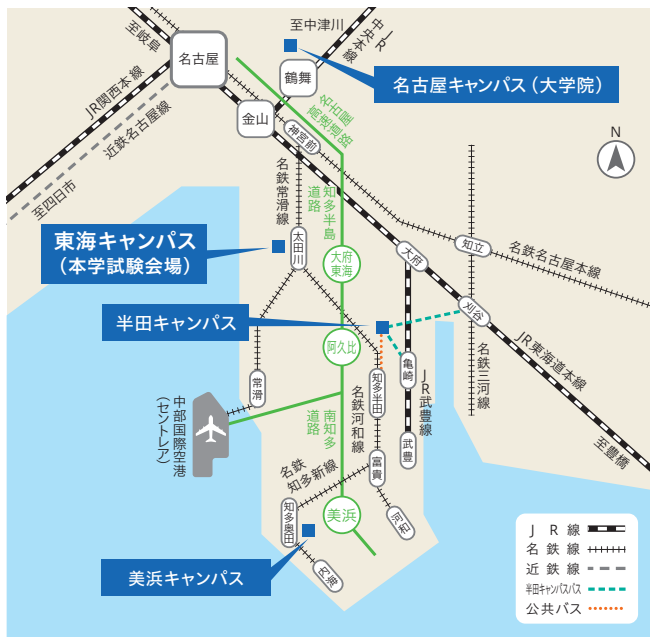 至岐阜
名古屋
至中津川
JR
中央本線
鶴舞
名古屋キャンパス（大学院）
JR関西本線
近鉄名古屋線
至四日市
金山
名古屋
高速道路
神宮前
N
名鉄常滑線
知多半島
道路
東海キャンパス
（本学試験会場）
太田川
大府
東海
大府
知立
名鉄名古屋本線
半田キャンパス
阿久比
刈谷
JR東海道本線
至豊橋
亀崎
JR武豊線
名鉄三河線
常滑
中部国際空港
（セントレア）
知多半田
名鉄河和線
南知多
道路
武豊
富貴
名鉄
知多新線
知多奥田
美浜
河和
内海
美浜キャンパス
JR線
名鉄線
近鉄線
半田キャンパスバス
公共バス